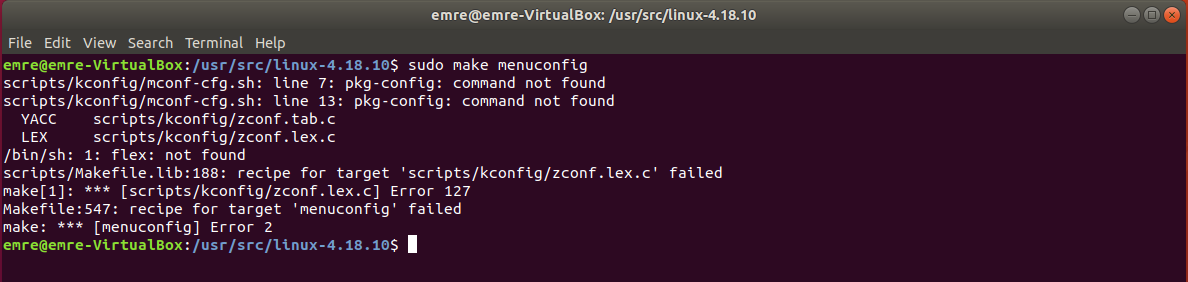 emre@emre-VirtualBox: /usr/src/linux-4.18.10
File Edit View Search Terminal Help
emre@emre-VirtualBox:/usr/src/linux-4.18.10$ sudo make menuconfig
scripts/kconfig/mconf-cfg.sh: line 7: pkg-config: command not found
scripts/kconfig/mconf-cfg.sh: line 13: pkg-config: command not found
  YACC    scripts/kconfig/zconf.tab.c
  LEX     scripts/kconfig/zconf.lex.c
/bin/sh: 1: flex: not found
scripts/Makefile.lib:188: recipe for target 'scripts/kconfig/zconf.lex.c' failed
make[1]: *** [scripts/kconfig/zconf.lex.c] Error 127
Makefile:547: recipe for target 'menuconfig' failed
make: *** [menuconfig] Error 2
emre@emre-VirtualBox:/usr/src/linux-4.18.10$